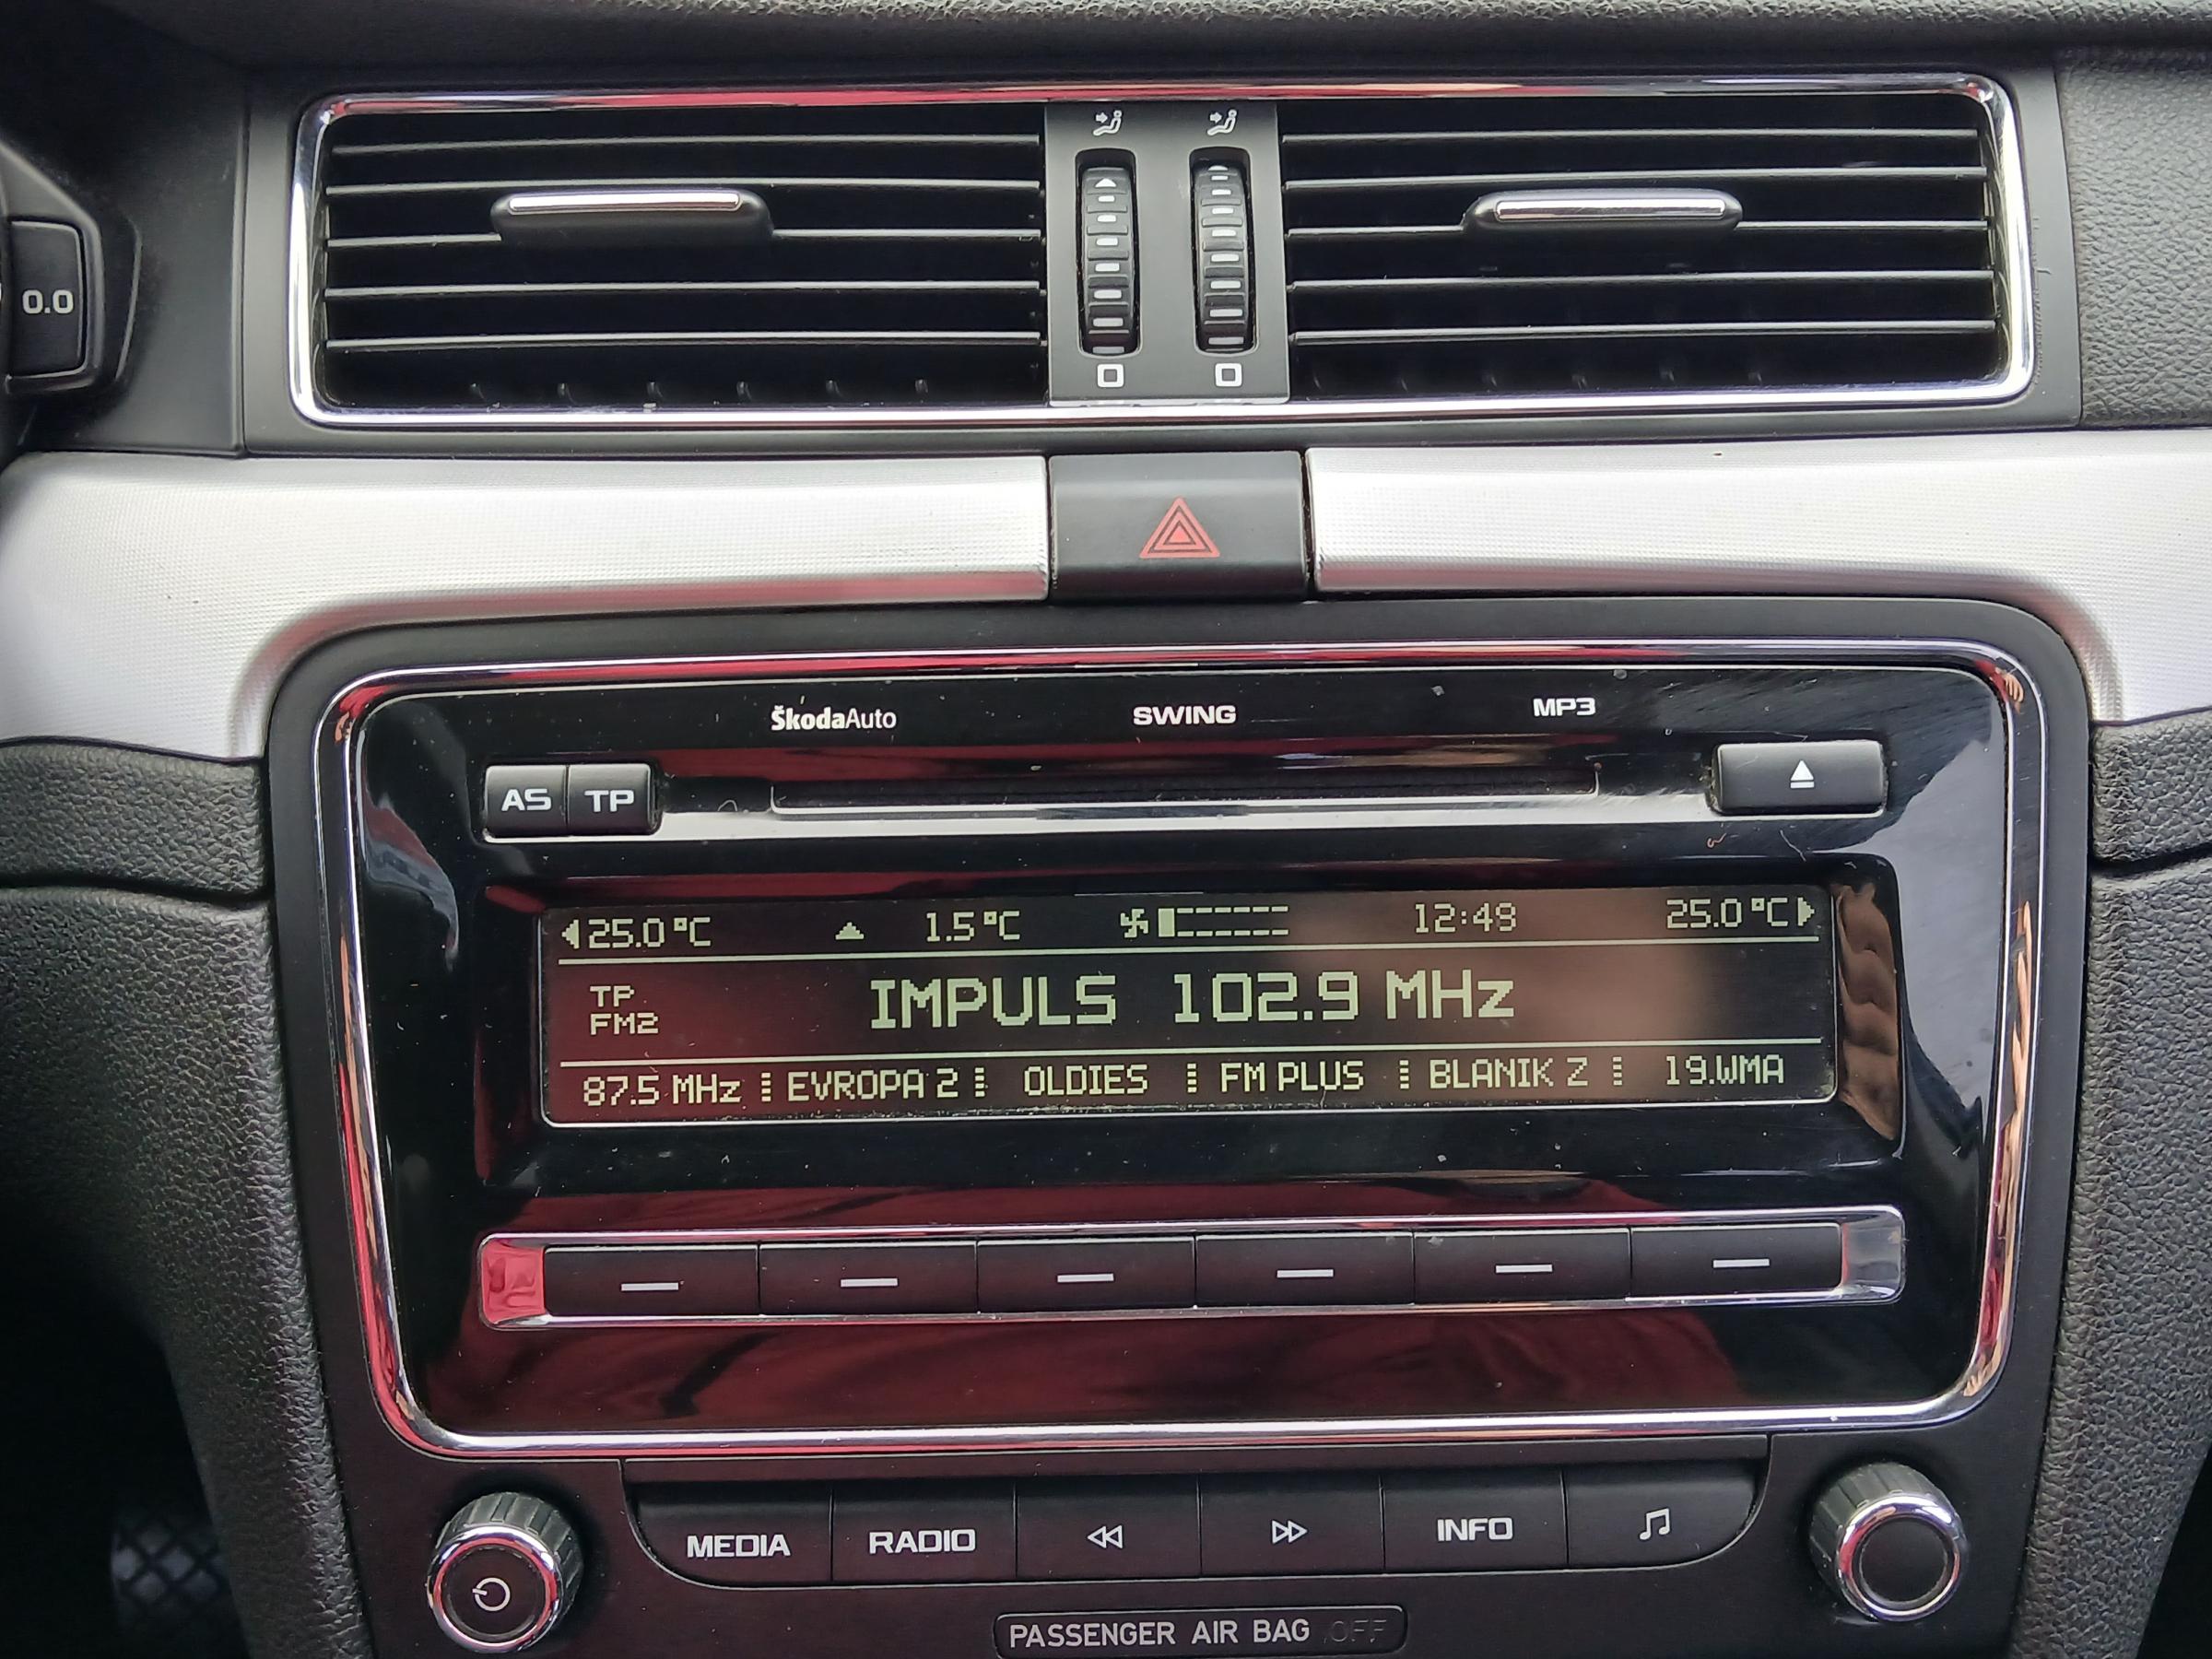 0.0
ŠkodaAuto SWING MP3
AS TP
25.0 °C 1.5 °C 12:49 25.0 °C
TP
FM2
IMPULS 102.9 MHz
87.5 MHz EVROPA 2 OLDIES FM PLUS BLANIK Z 19.WMA
MEDIA RADIO INFO
PASSENGER AIR BAG OFF